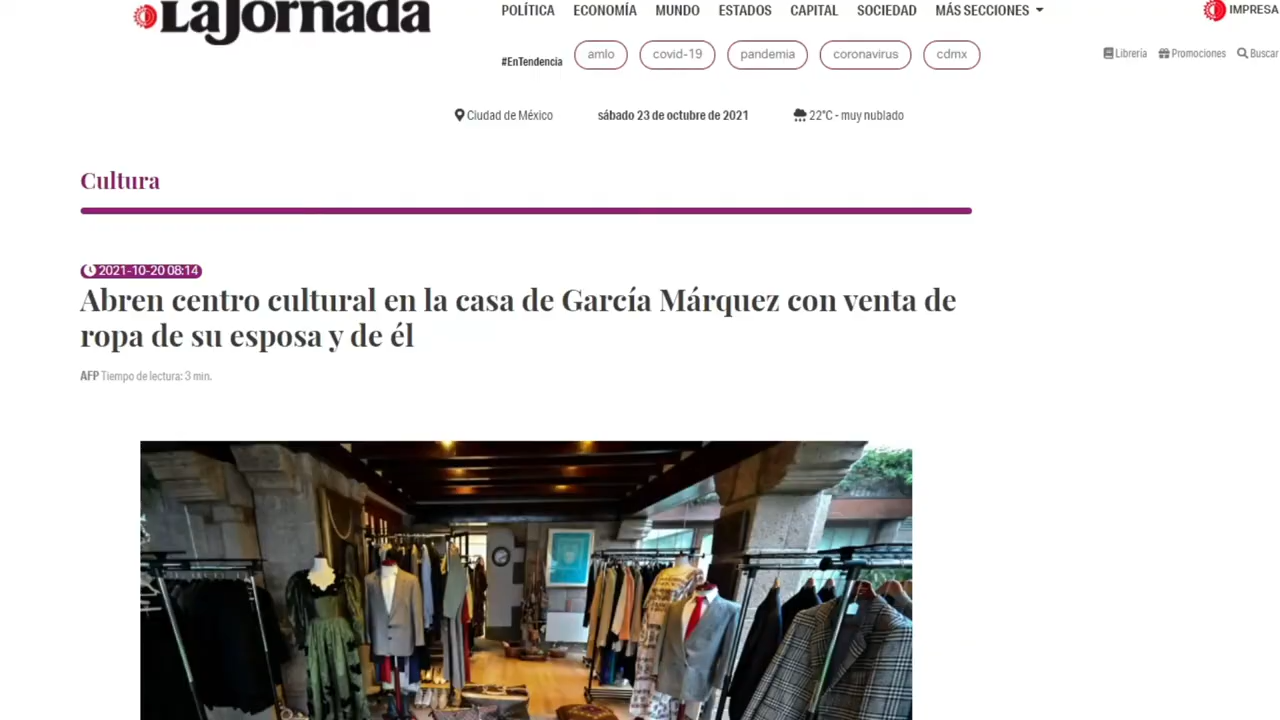 La Jornada
POLÍTICA ECONOMÍA MUNDO ESTADOS CAPITAL SOCIEDAD MÁS SECCIONES IMPRESA
#EnTendencia amlo covid-19 pandemia coronavirus cdmx Librería Promociones Buscar
Ciudad de México sábado 23 de octubre de 2021 22°C - muy nublado
Cultura
2021-10-20 08:14
Abren centro cultural en la casa de García Márquez con venta de
ropa de su esposa y de él
AFP Tiempo de lectura: 3 min.